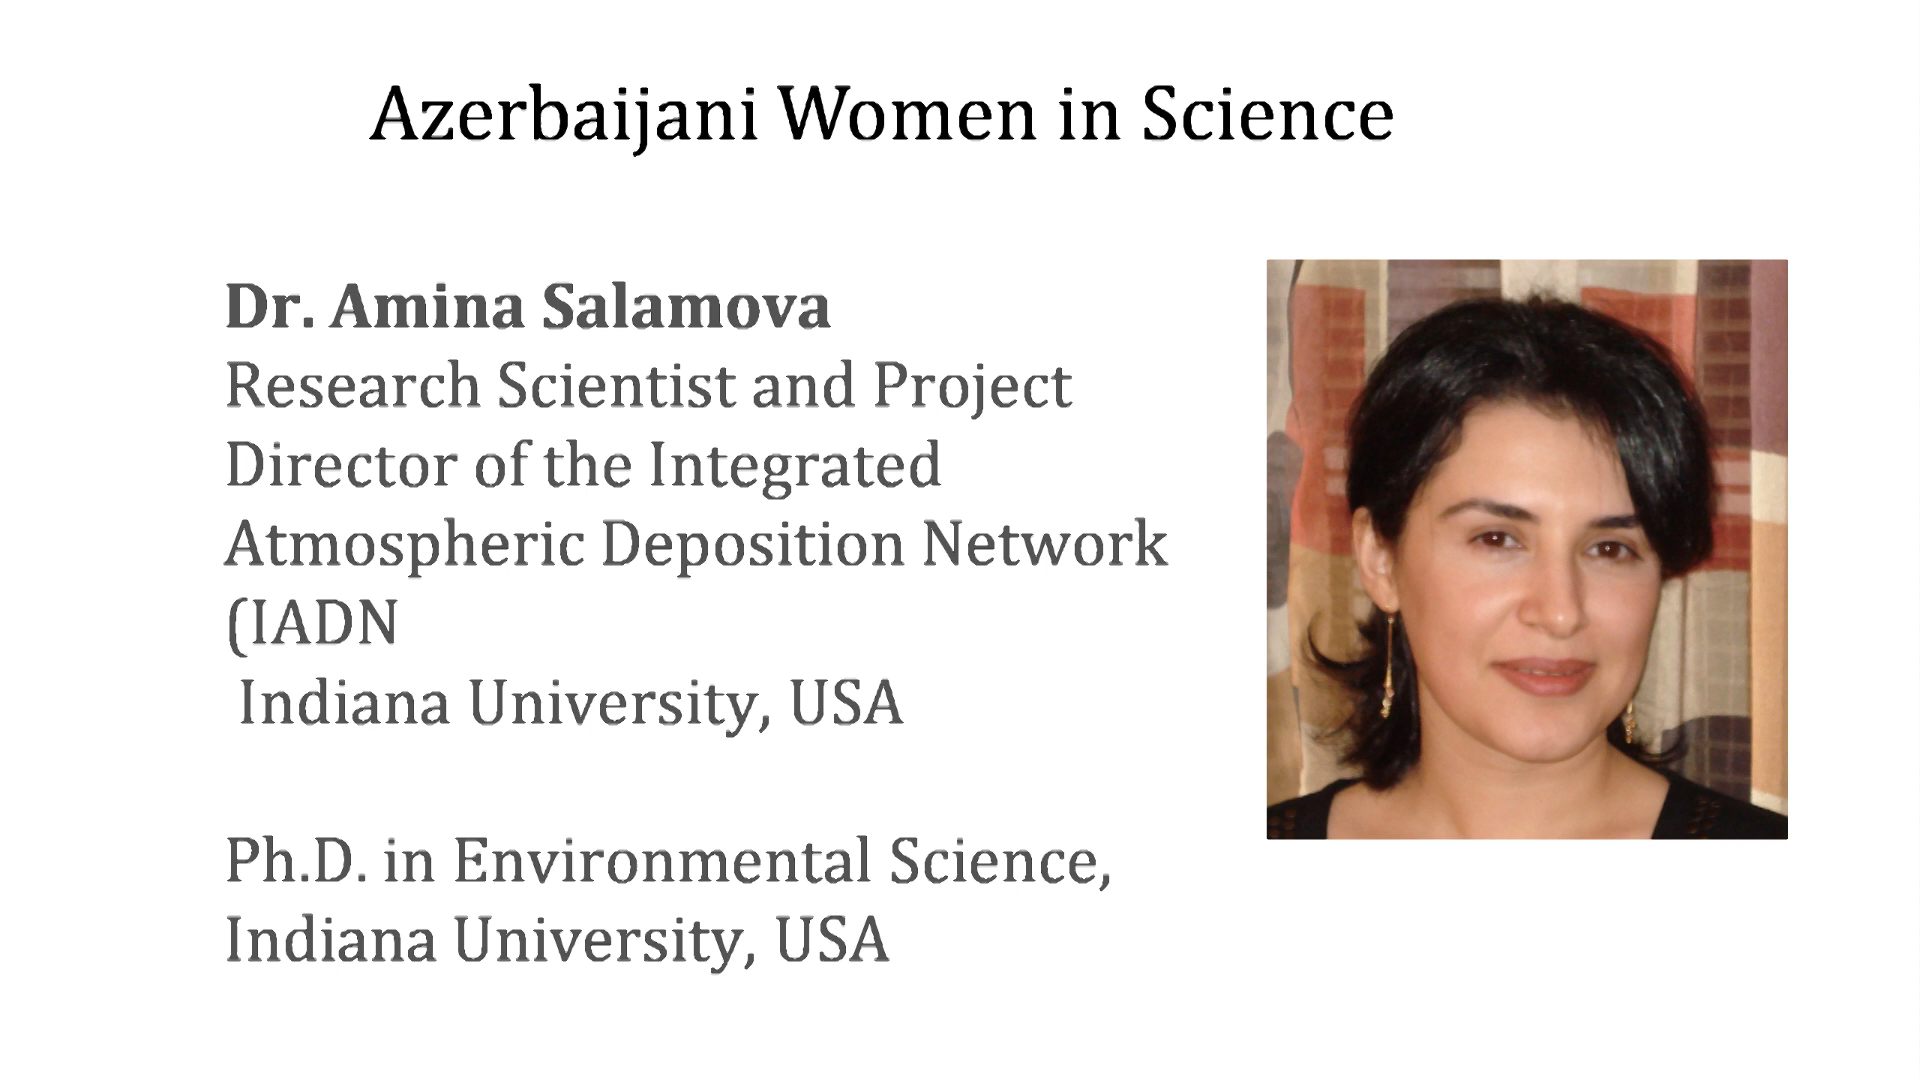 Azerbaijani Women in Science
Dr. Amina Salamova
Research Scientist and Project
Director of the Integrated
Atmospheric Deposition Network
(IADN
Indiana University, USA
Ph.D. in Environmental Science,
Indiana University, USA